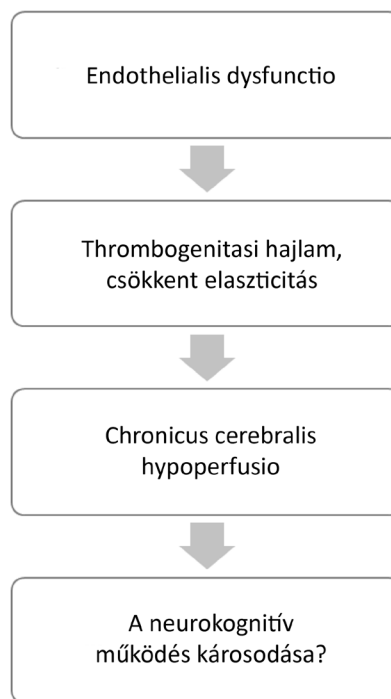 Endothelialis dysfunctio
Thrombogenitasi hajlam,
csökkent elaszticitás
Chronicus cerebralis
hypoperfusio
A neurokognitív
működés károsodása?